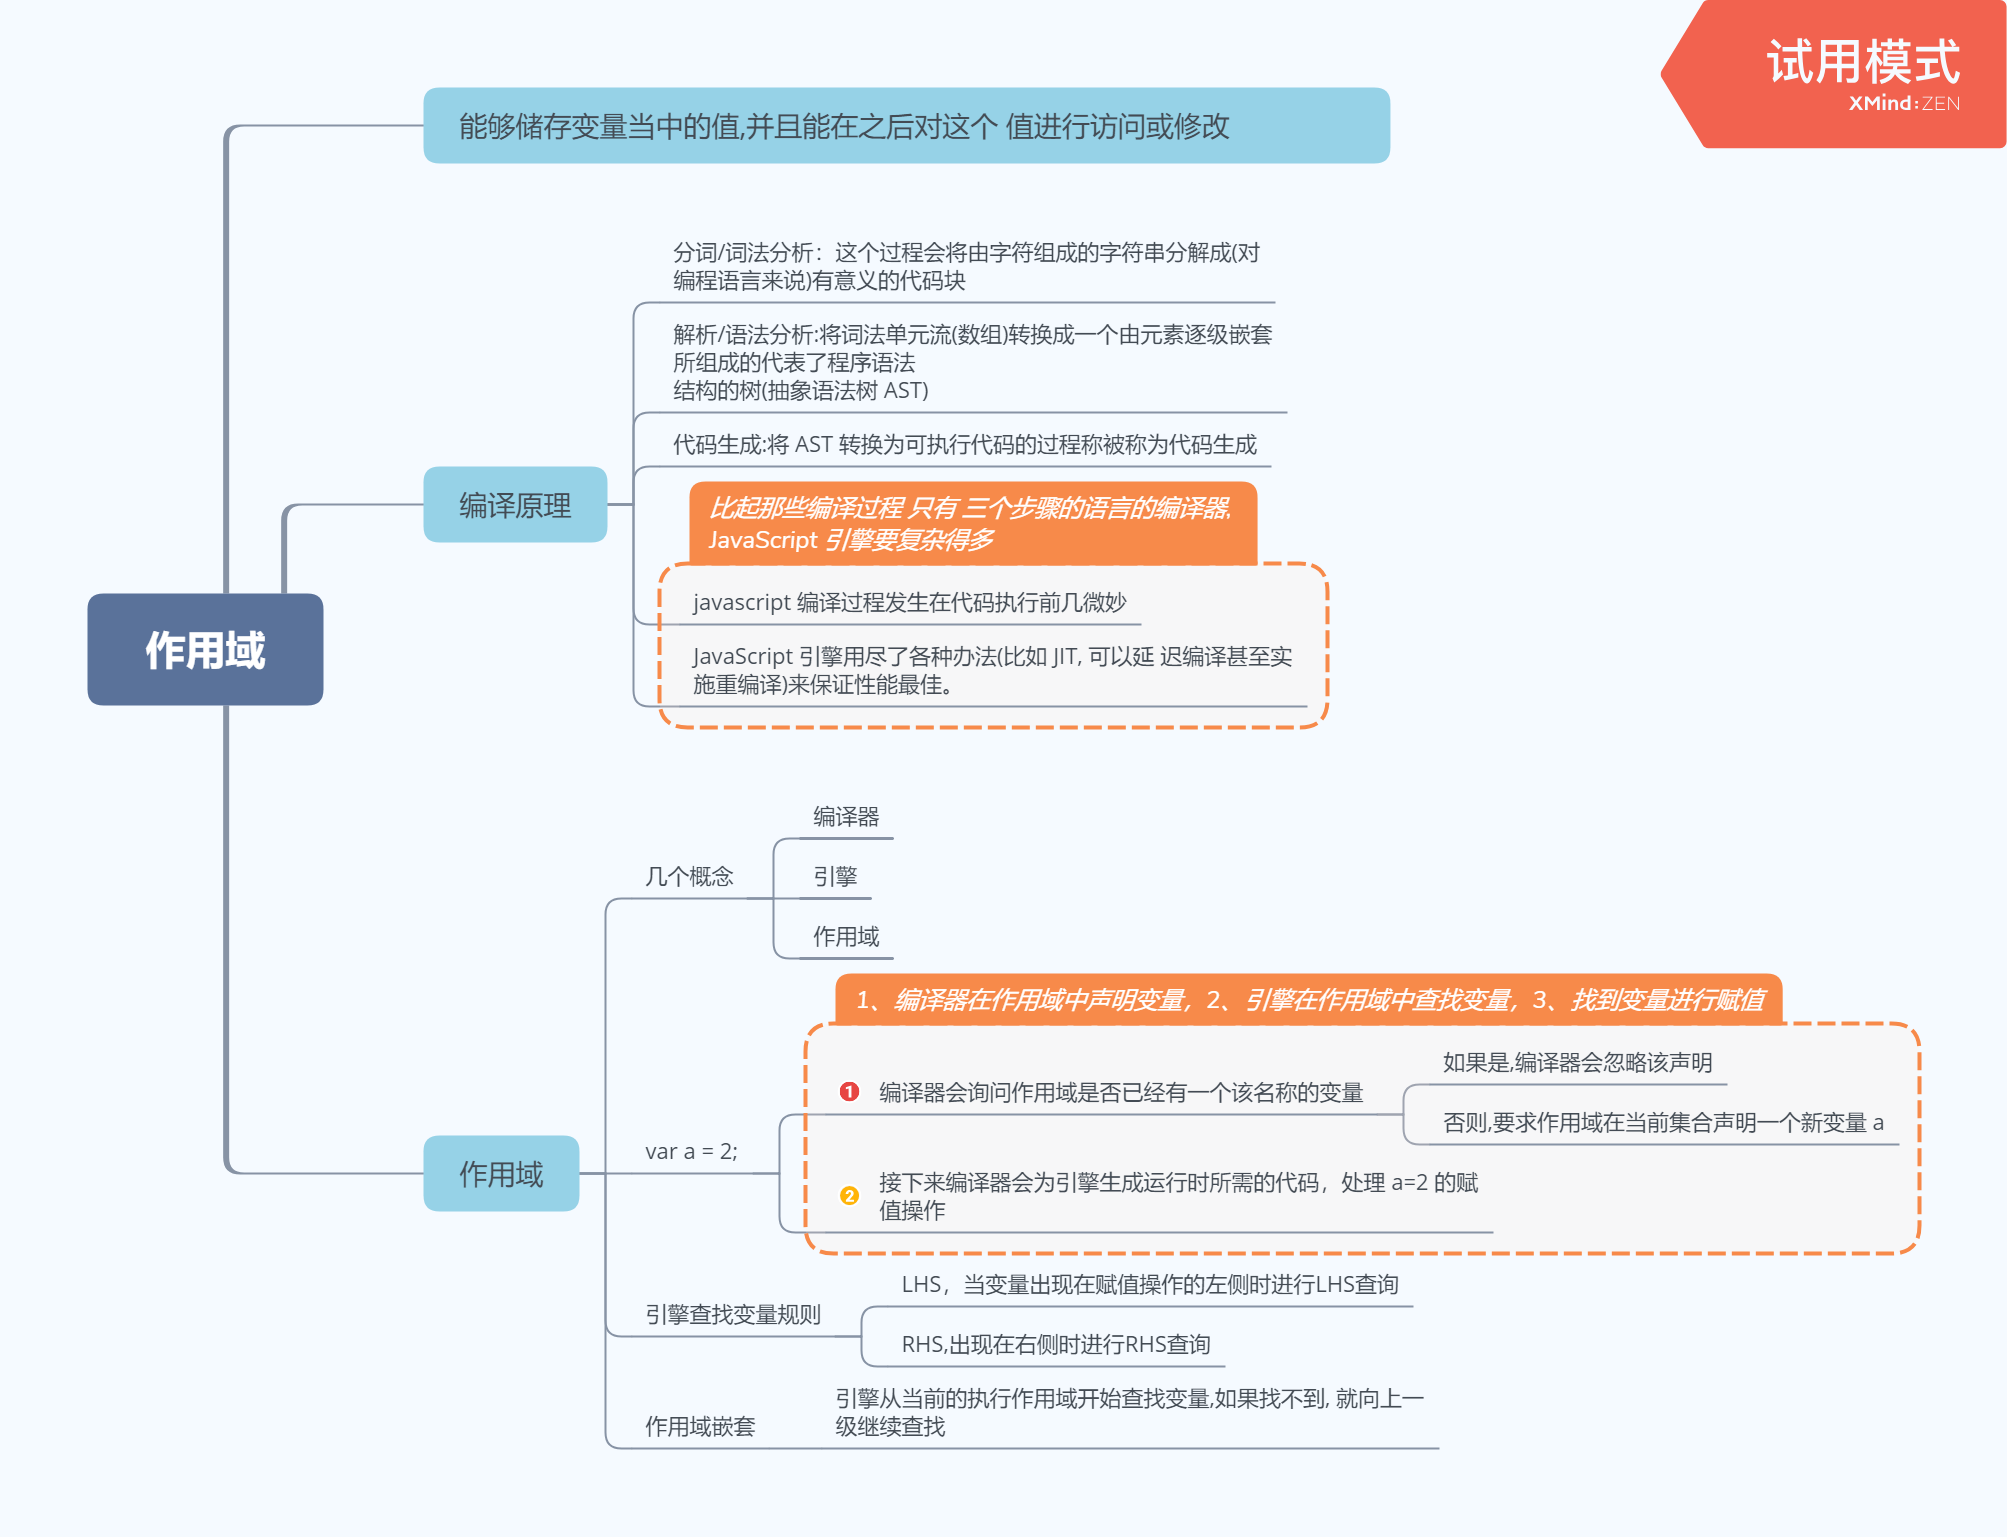 试用模式
XMind:ZEN
能够储存变量当中的值,并且能在之后对这个 值进行访问或修改
分词/词法分析：这个过程会将由字符组成的字符串分解成(对
编程语言来说)有意义的代码块
解析/语法分析:将词法单元流(数组)转换成一个由元素逐级嵌套
所组成的代表了程序语法
结构的树(抽象语法树 AST)
代码生成:将 AST 转换为可执行代码的过程称被称为代码生成
编译原理
比起那些编译过程 只有 三个步骤的语言的编译器,
JavaScript 引擎要复杂得多
javascript 编译过程发生在代码执行前几微妙
JavaScript 引擎用尽了各种办法(比如 JIT, 可以延 迟编译甚至实
施重编译)来保证性能最佳。
作用域
编译器
几个概念
引擎
作用域
1、编译器在作用域中声明变量，2、引擎在作用域中查找变量，3、找到变量进行赋值
如果是,编译器会忽略该声明
1 编译器会询问作用域是否已经有一个该名称的变量
否则,要求作用域在当前集合声明一个新变量 a
var a = 2;
作用域
2 接下来编译器会为引擎生成运行时所需的代码，处理 a=2 的赋
值操作
LHS，当变量出现在赋值操作的左侧时进行LHS查询
引擎查找变量规则
RHS,出现在右侧时进行RHS查询
作用域嵌套
引擎从当前的执行作用域开始查找变量,如果找不到, 就向上一
级继续查找